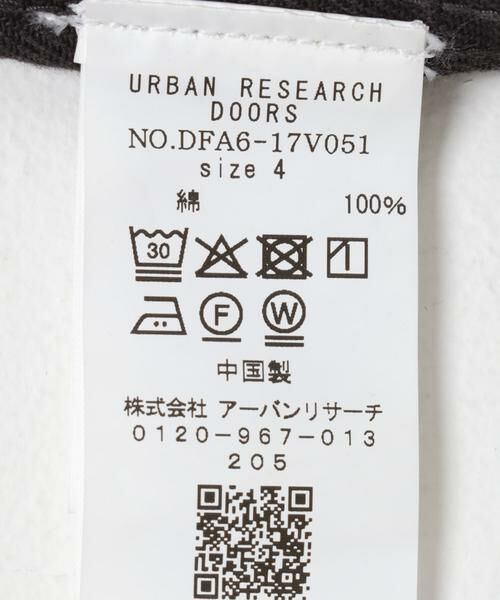 URBAN RESEARCH
DOORS
NO.DFA6-17V051
size 4
綿 100%
30
F W
中国製
株式会社 アーバンリサーチ
0120-967-013
205